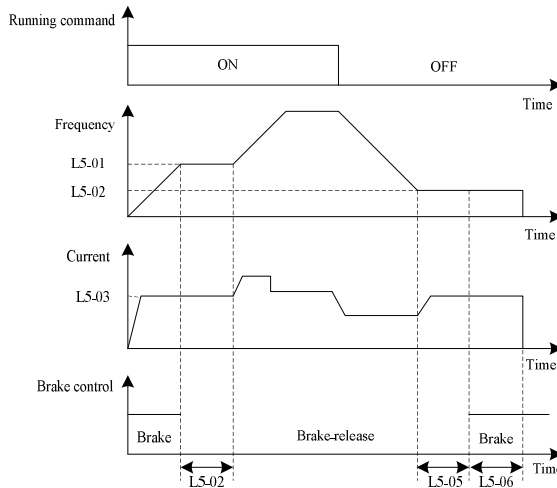 Running command
ON
OFF
Time
Frequency
L5-01
L5-02
Time
Current
L5-03
Time
Brake control
Brake
Brake-release
Brake
Time
L5-02
L5-05
L5-06